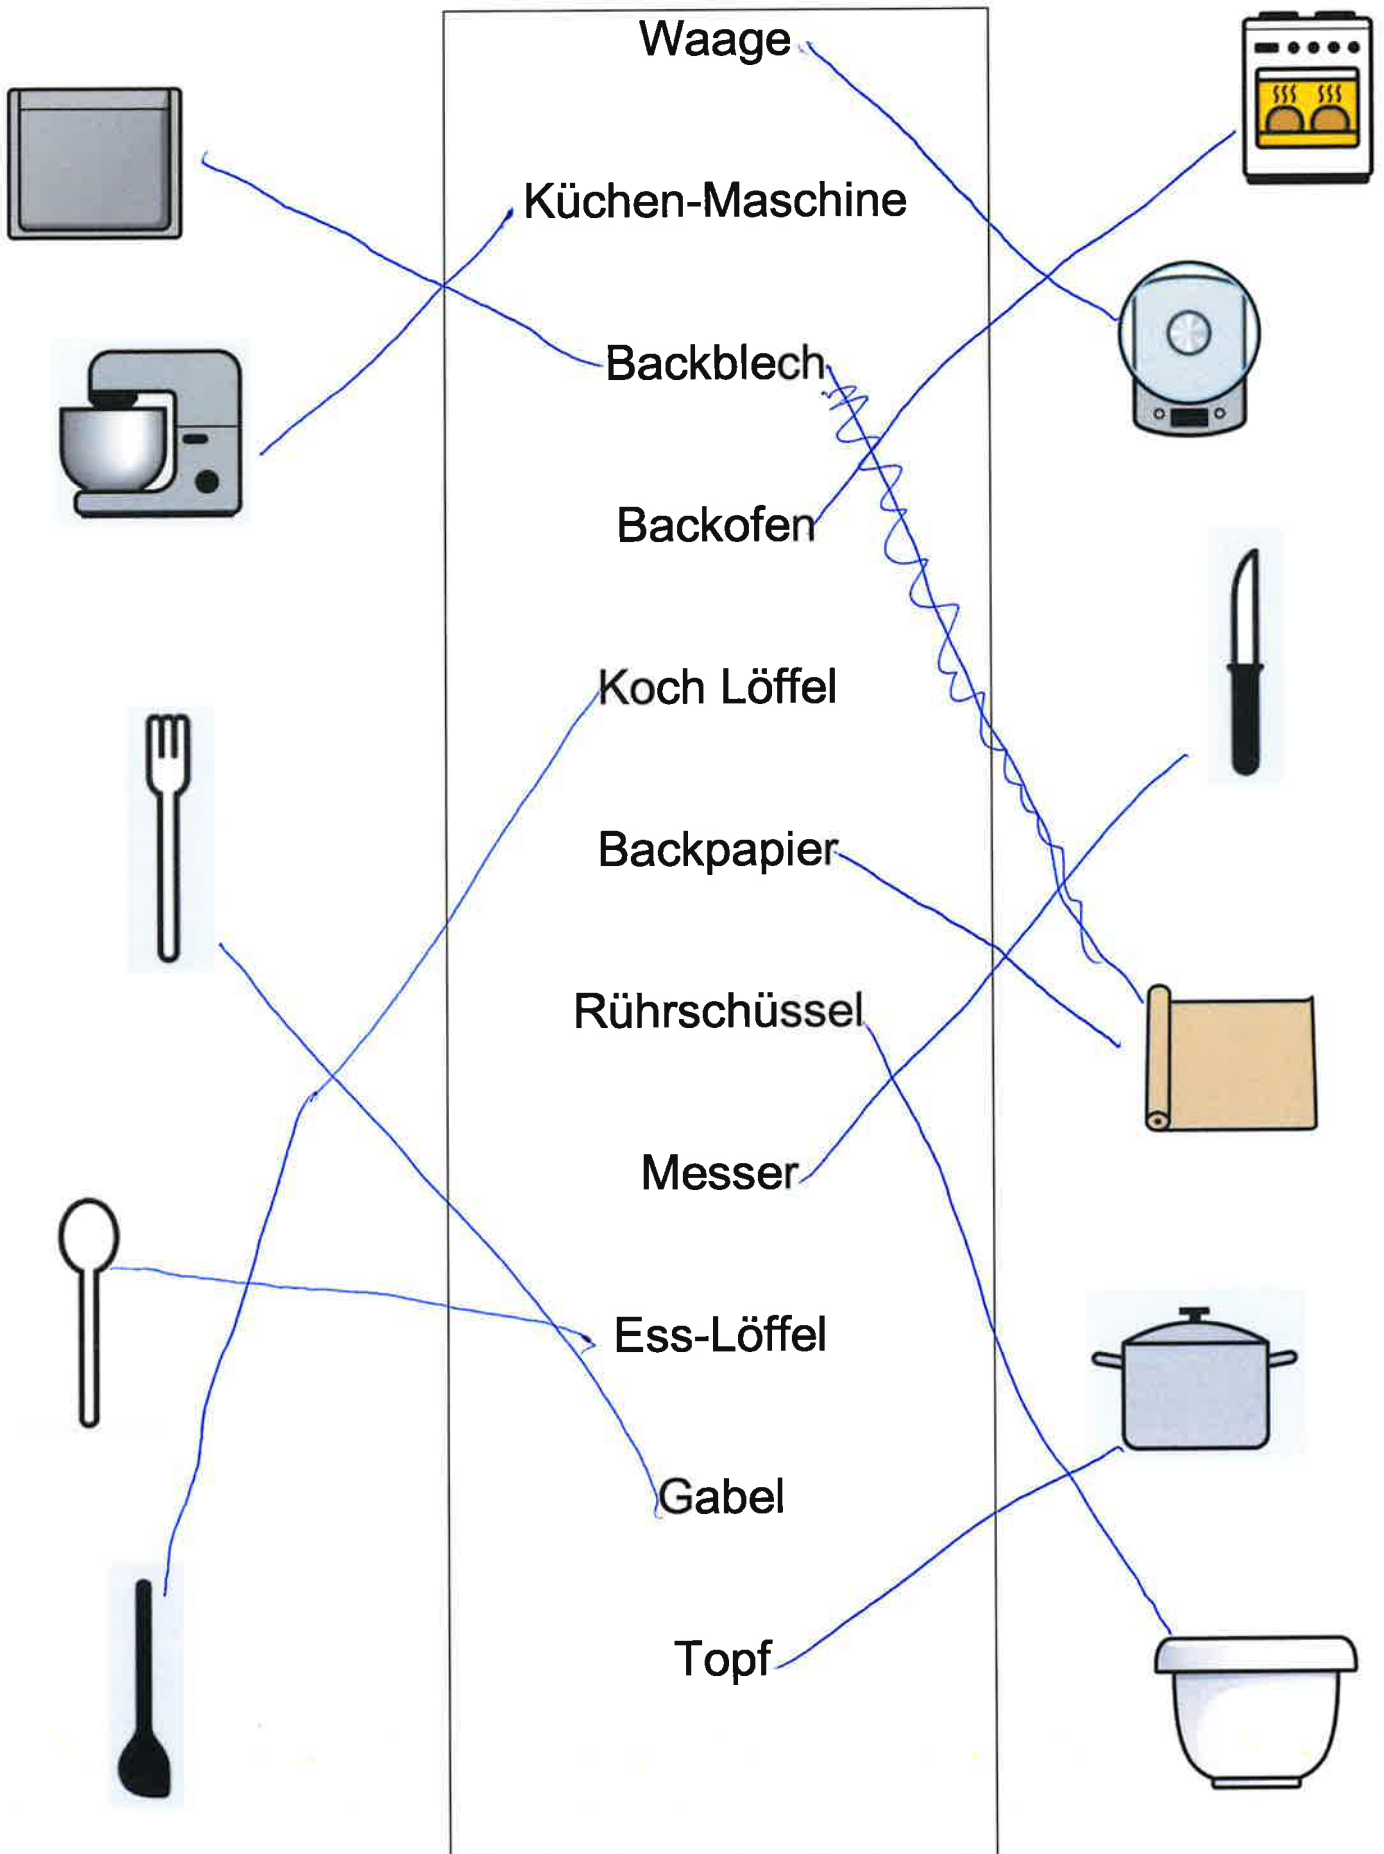 Waage
Küchen-Maschine
Backblech
Backofen
Koch Löffel
Backpapier
Rührschüssel
Messer
Ess-Löffel
Gabel
Topf